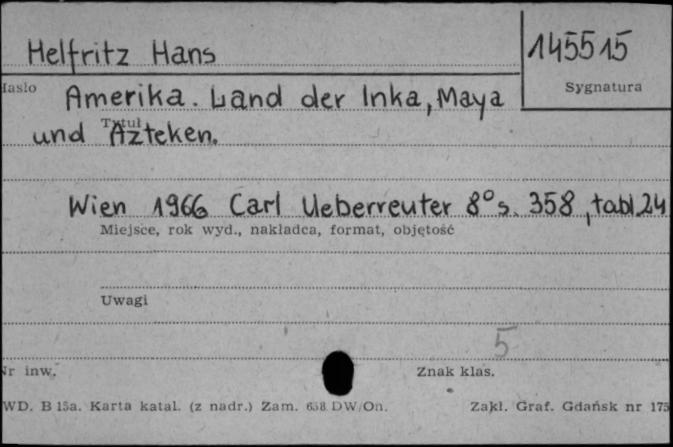 Helfritz Hans 145515
Hasło Sygnatura
Amerika. Land der Inka, Maya
Tytuł
und Azteken.
Wien 1966 Carl Ueberreuter 8° s. 358, tabl 24
Miejsce, rok wyd., nakładca, format, objętość
Uwagi
5
Nr inw. Znak klas.
WD. B 15a. Karta katal. (z nadr.) Zam. 658 DW/On. Zakł. Graf. Gdańsk nr 175